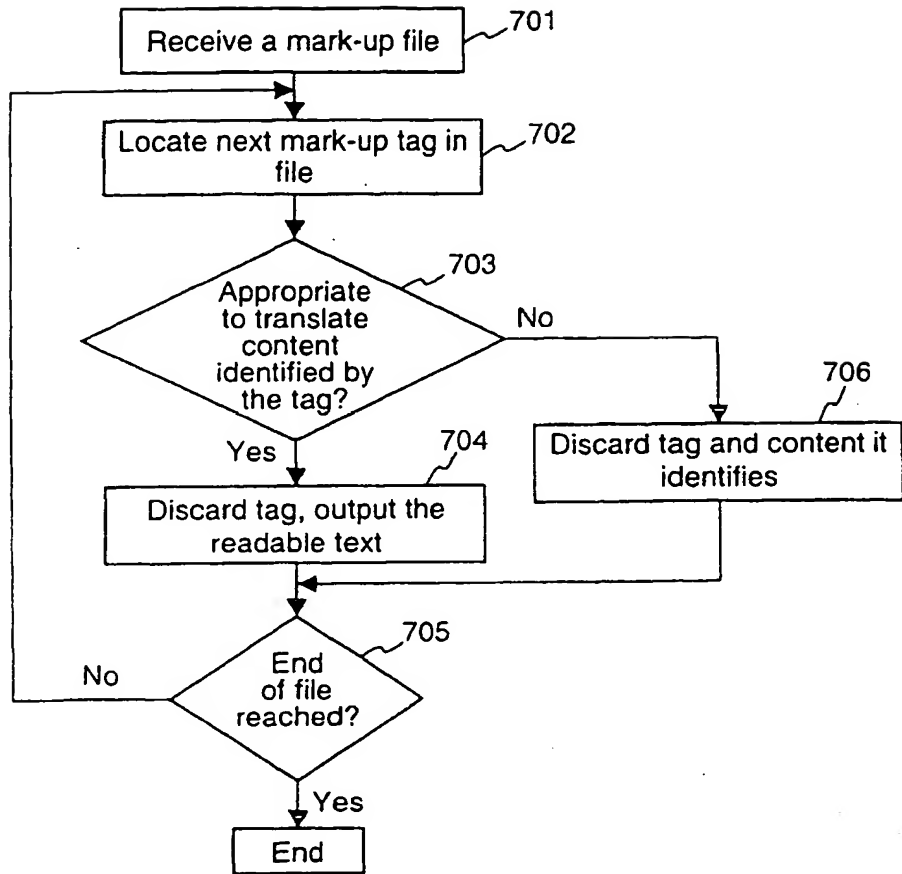 Receive a mark-up file
701
Locate next mark-up tag in
file
702
703
Appropriate
to translate
content
identified by
the tag?
No
Yes
704
706
Discard tag, output the
readable text
Discard tag and content it
identifies
705
End
of file
reached?
No
Yes
End